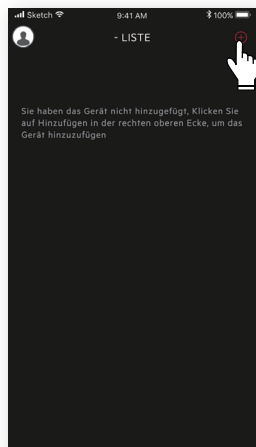 Sketch 9:41 AM 100%
- LISTE
Sie haben das Gerät nicht hinzugefügt, Klicken Sie
auf Hinzufügen in der rechten oberen Ecke, um das
Gerät hinzuzufügen